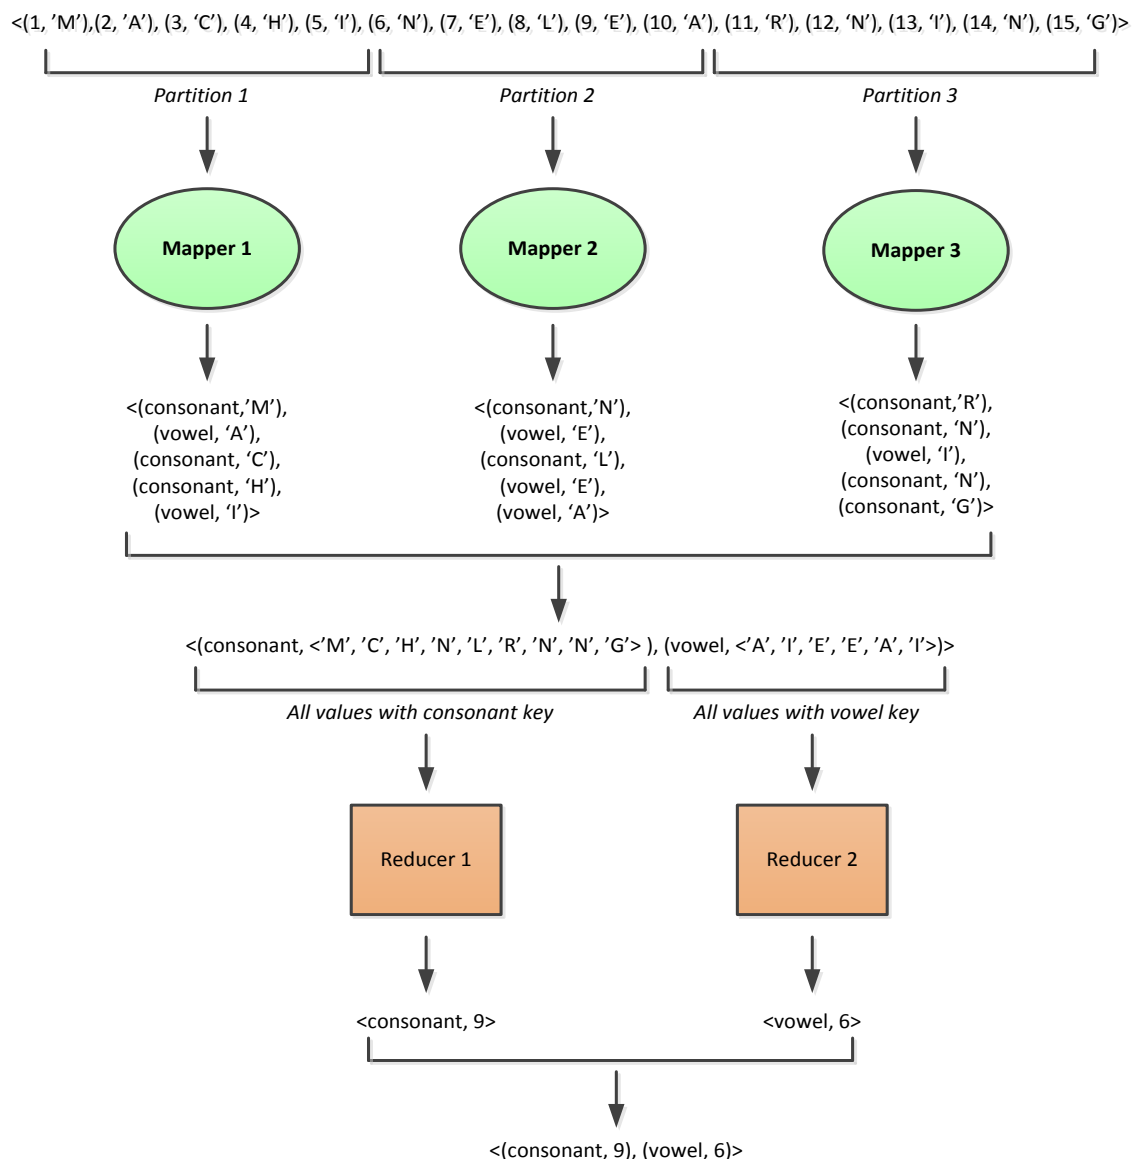 <(1, ’M’),(2, ‘A’), (3, ‘C’), (4, ‘H’), (5, ‘I’), (6, ‘N’), (7, ‘E’), (8, ‘L’), (9, ‘E’), (10, ‘A’), (11, ‘R’), (12, ‘N’), (13, ‘I’), (14, ‘N’), (15, ‘G’)>
Partition 1
Partition 2
Partition 3
Mapper 1
Mapper 2
Mapper 3
<(consonant,’M’),
(vowel, ‘A’),
(consonant, ‘C’),
(consonant, ‘H’),
(vowel, ‘I’)>
<(consonant,’N’),
(vowel, ‘E’),
(consonant, ‘L’),
(vowel, ‘E’),
(vowel, ‘A’)>
<(consonant,’R’),
(consonant, ‘N’),
(vowel, ‘I’),
(consonant, ‘N’),
(consonant, ‘G’)>
<(consonant, <’M’, ’C’, ’H’, ’N’, ’L’, ’R’, ’N’, ’N’, ’G’> ), (vowel, <’A’, ’I’, ’E’, ’E’, ’A’, ’I’>)>
All values with consonant key
All values with vowel key
Reducer 1
Reducer 2
<consonant, 9>
<vowel, 6>
<(consonant, 9), (vowel, 6)>